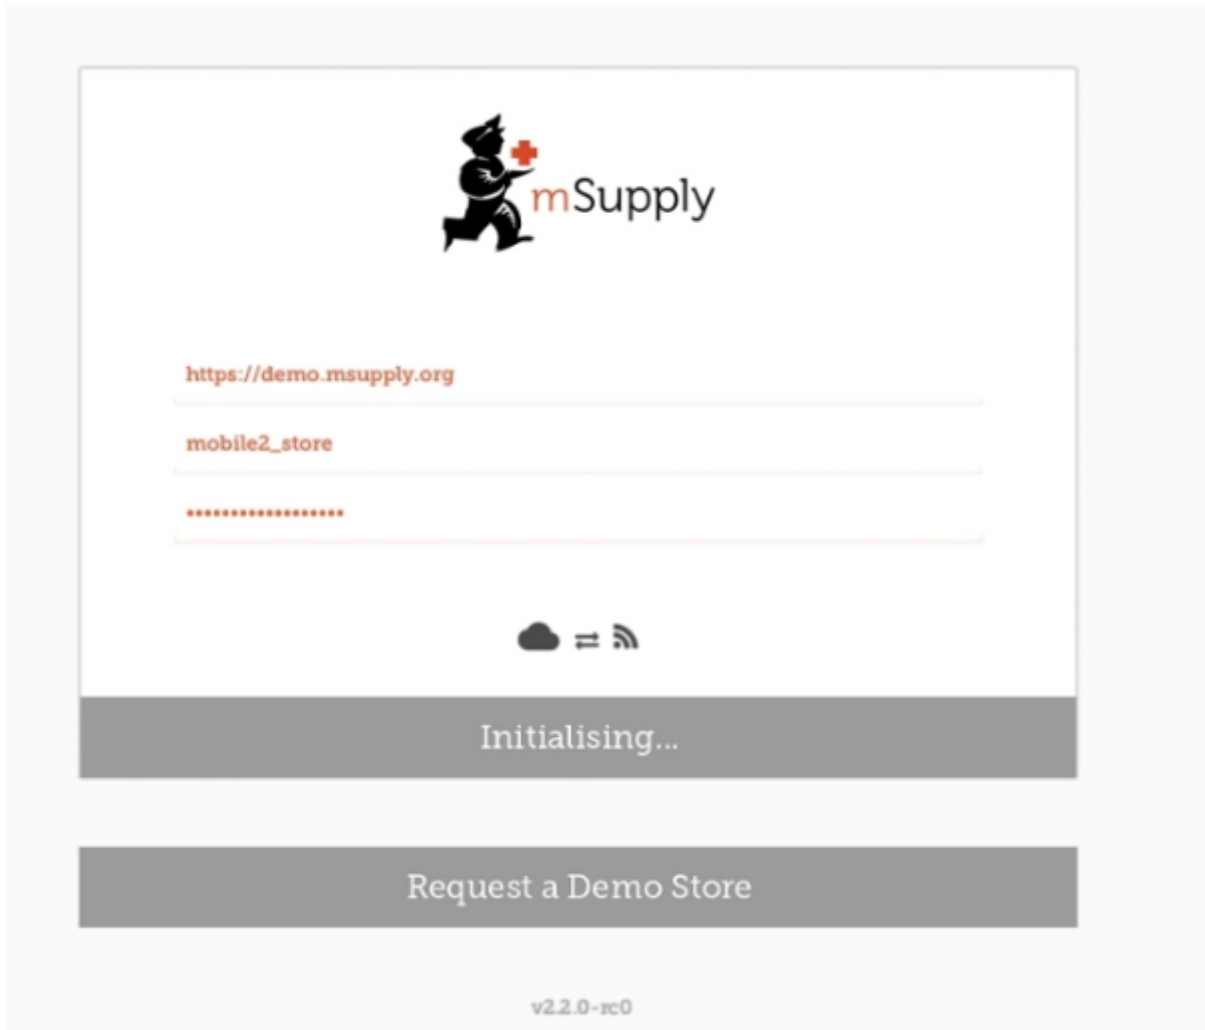 mSupply
https://demo.msupply.org
mobile2_store
••••••••••••••••••
Initialising...
Request a Demo Store
v2.2.0-rc0